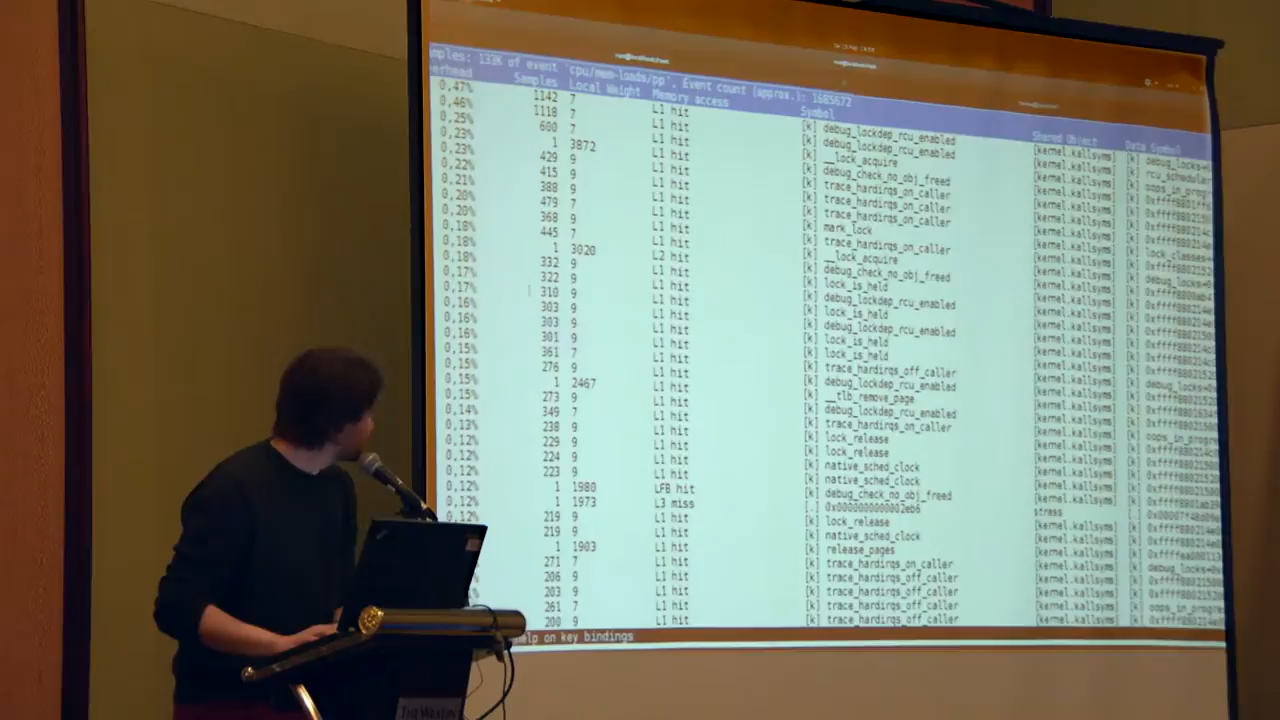 mples: 133K of event 'cpu/mem-loads/pp', Event count (approx.): 1685672
erhead Samples Local Weight Memory access Symbol Shared Object Data Symbol
0,47% 1142 7 L1 hit [k] debug_lockdep_rcu_enabled [kernel.kallsyms] [k] debug_locks
0,46% 1118 7 L1 hit [k] debug_lockdep_rcu_enabled [kernel.kallsyms] [k] rcu_scheduler
0,25% 600 7 L1 hit [k] __lock_acquire [kernel.kallsyms] [k] oops_in_progr
0,23% 1 3872 L1 hit [k] debug_check_no_obj_freed [kernel.kallsyms] [k]
0,23% 429 9 L1 hit [k] trace_hardirqs_on_caller [kernel.kallsyms] [k]
0,22% 415 9 L1 hit [k] trace_hardirqs_on_caller [kernel.kallsyms] [k]
0,21% 388 9 L1 hit [k] trace_hardirqs_on_caller [kernel.kallsyms] [k]
0,20% 479 7 L1 hit [k] mark_lock [kernel.kallsyms] [k] lock_classes
0,20% 368 9 L1 hit [k] trace_hardirqs_on_caller [kernel.kallsyms] [k]
0,18% 445 7 L1 hit [k] __lock_acquire [kernel.kallsyms] [k] debug_locks
0,18% 1 3020 L2 hit [k] debug_check_no_obj_freed [kernel.kallsyms] [k]
0,18% 332 9 L1 hit [k] lock_is_held [kernel.kallsyms] [k]
0,17% 322 9 L1 hit [k] debug_lockdep_rcu_enabled [kernel.kallsyms] [k]
0,17% 310 9 L1 hit [k] lock_is_held [kernel.kallsyms] [k]
0,16% 303 9 L1 hit [k] debug_lockdep_rcu_enabled [kernel.kallsyms] [k]
0,16% 303 9 L1 hit [k] lock_is_held [kernel.kallsyms] [k]
0,16% 301 9 L1 hit [k] lock_is_held [kernel.kallsyms] [k]
0,15% 361 7 L1 hit [k] trace_hardirqs_off_caller [kernel.kallsyms] [k] debug_locks
0,15% 276 9 L1 hit [k] debug_lockdep_rcu_enabled [kernel.kallsyms] [k]
0,15% 1 2467 L1 hit [k] __tlb_remove_page [kernel.kallsyms] [k]
273 9 L1 hit [k] debug_lockdep_rcu_enabled [kernel.kallsyms] [k]
0,14% 349 7 L1 hit [k] trace_hardirqs_on_caller [kernel.kallsyms] [k] oops_in_progre
0,13% 238 9 L1 hit [k] lock_release [kernel.kallsyms] [k]
0,12% 229 9 L1 hit [k] lock_release [kernel.kallsyms] [k]
0,12% 224 9 L1 hit [k] native_sched_clock [kernel.kallsyms] [k]
0,12% 223 9 L1 hit [k] native_sched_clock [kernel.kallsyms] [k]
0,12% 1 1980 LFB hit [k] debug_check_no_obj_freed [kernel.kallsyms] [k]
0,12% 1 1973 L3 miss [.] 0x0000000000002eb6 stress
0,12% 219 9 L1 hit [k] lock_release [kernel.kallsyms] [k]
219 9 L1 hit [k] native_sched_clock [kernel.kallsyms] [k]
1 1903 L1 hit [k] release_pages [kernel.kallsyms] [k]
271 7 L1 hit [k] trace_hardirqs_on_caller [kernel.kallsyms] [k] debug_locks
206 9 L1 hit [k] trace_hardirqs_off_caller [kernel.kallsyms] [k]
203 9 L1 hit [k] trace_hardirqs_off_caller [kernel.kallsyms] [k]
261 7 L1 hit [k] trace_hardirqs_off_caller [kernel.kallsyms] [k] oops_in_progre
200 9 L1 hit [k] trace_hardirqs_off_caller [kernel.kallsyms] [k]
elp on key bindings
The Westin